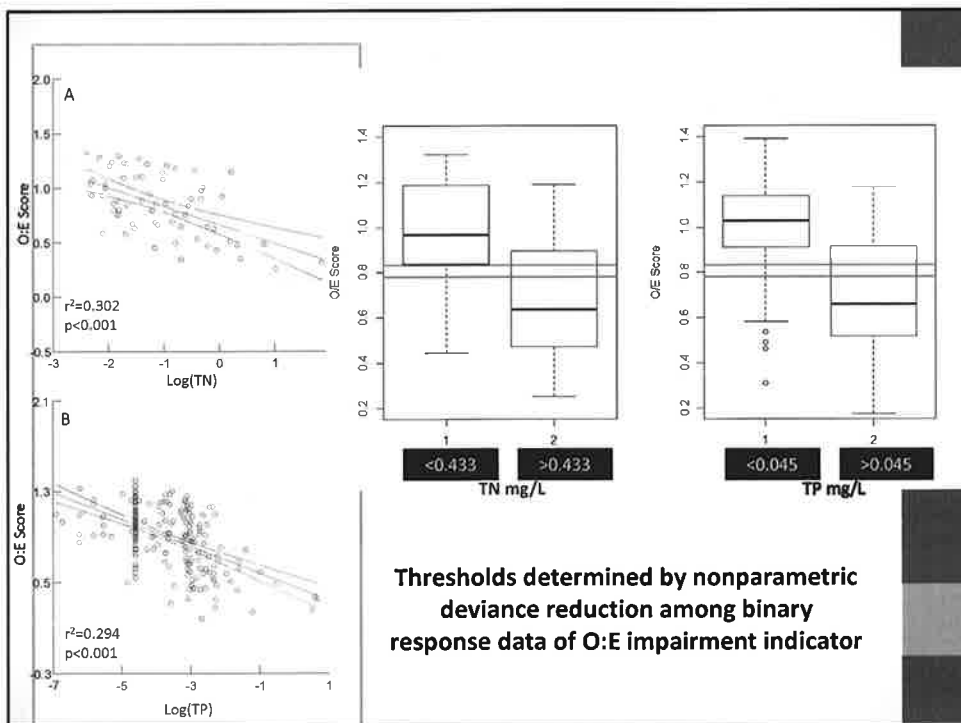 A
2.0
1.5
1.0
0.5
0.0
-0.5
O:E Score
r²=0.302
p<0.001
-3 -2 -1 0 1
Log(TN)
B
2.1
1.3
0.5
-0.3
O:E Score
r²=0.294
p<0.001
-7 -5 -3 -1 1
Log(TP)
1.4
1.2
1.0
0.8
0.6
0.4
0.2
O/E Score
1 2
<0.433 >0.433
TN mg/L
1.4
1.2
1.0
0.8
0.6
0.4
0.2
O/E Score
1 2
<0.045 >0.045
TP mg/L
Thresholds determined by nonparametric
deviance reduction among binary
response data of O:E impairment indicator